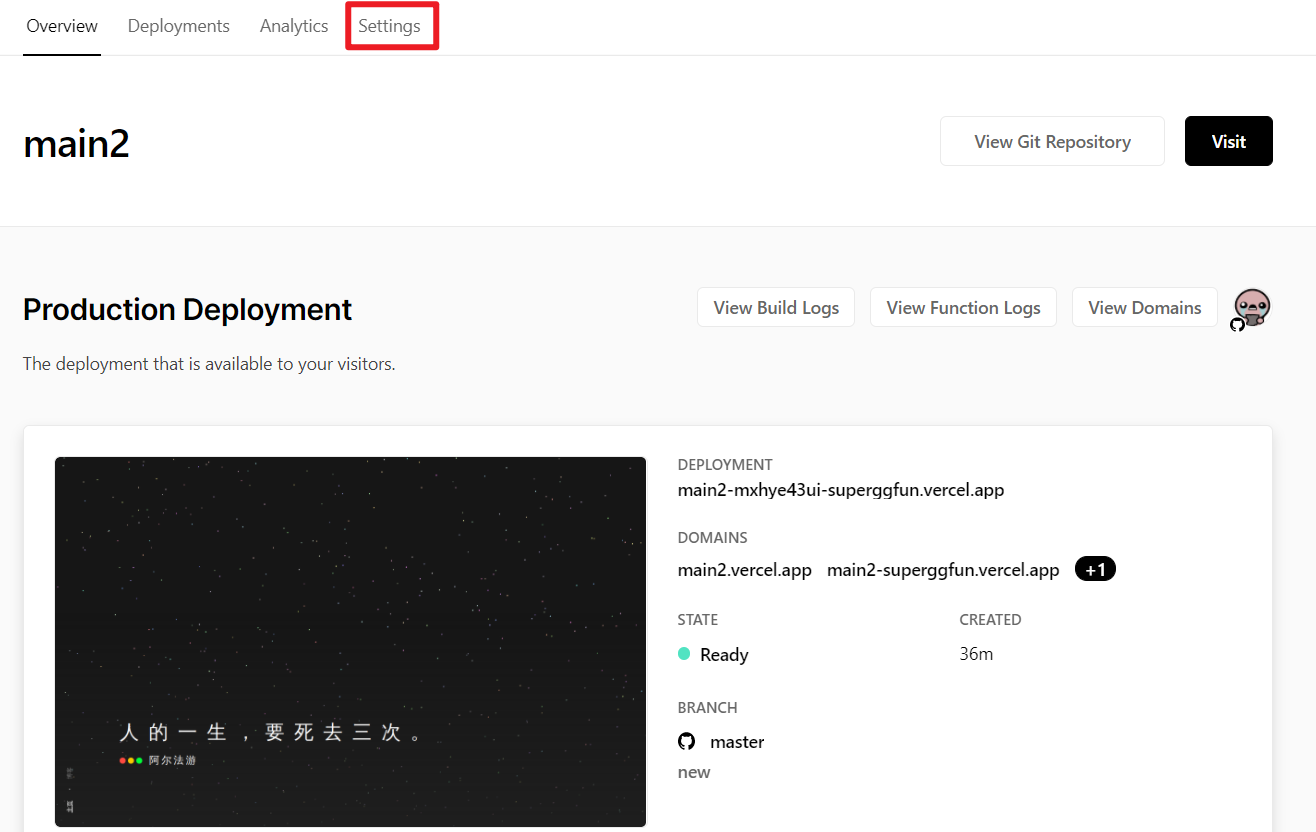 Overview Deployments Analytics Settings
main2
View Git Repository Visit
Production Deployment
View Build Logs View Function Logs View Domains
The deployment that is available to your visitors.
DEPLOYMENT
main2-mxhye43ui-superggfun.vercel.app
DOMAINS
main2.vercel.app main2-superggfun.vercel.app +1
STATE CREATED
Ready 36m
BRANCH
master
new
人的一生，要死去三次。
阿尔法游